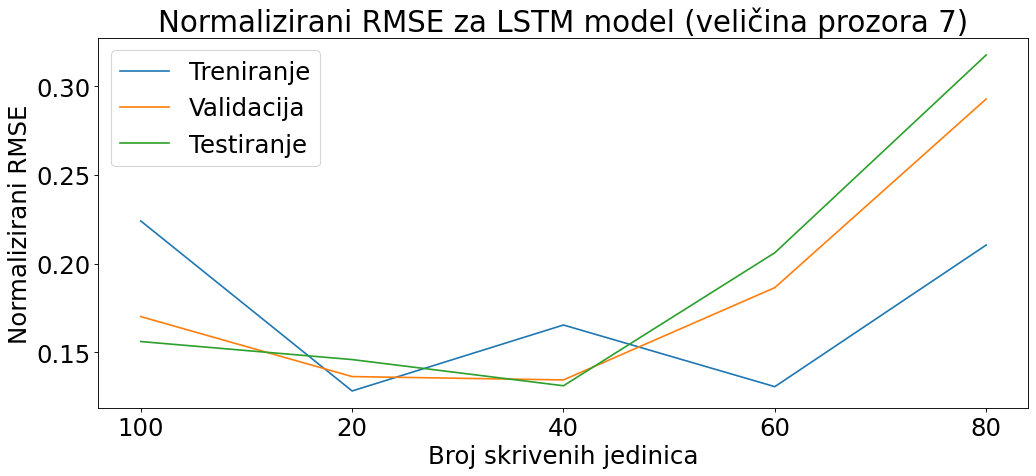 Normalizirani RMSE za LSTM model (veličina prozora 7)
Treniranje
Validacija
Testiranje
Normalizirani RMSE
0.30
0.25
0.20
0.15
100 20 40 60 80
Broj skrivenih jedinica